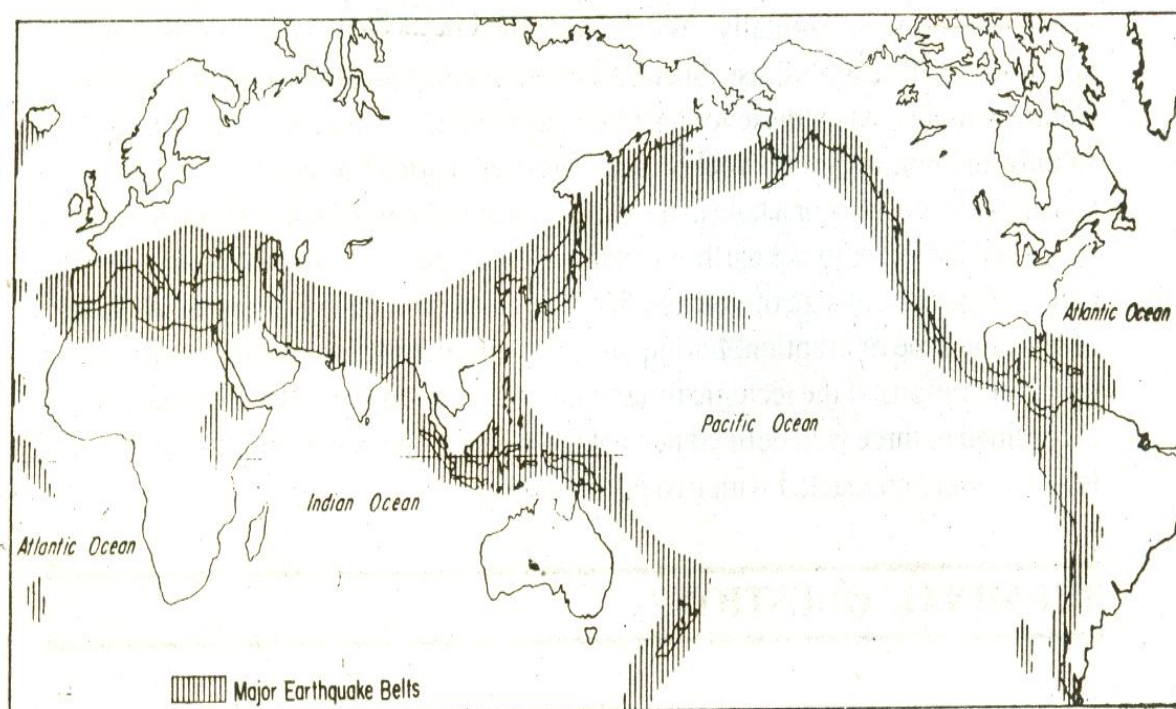 Atlantic Ocean
Pacific Ocean
Indian Ocean
Atlantic Ocean
Major Earthquake Belts